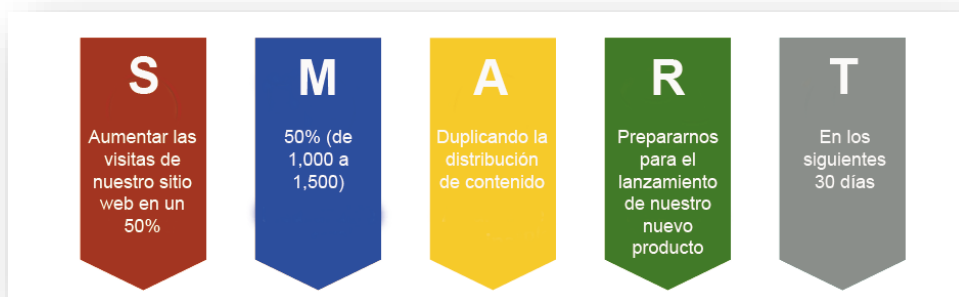 S
Aumentar las
visitas de
nuestro sitio
web en un
50%
M
50% (de
1,000 a
1,500)
A
Duplicando la
distribución
de contenido
R
Prepararnos
para el
lanzamiento
de nuestro
nuevo
producto
T
En los
siguientes
30 días